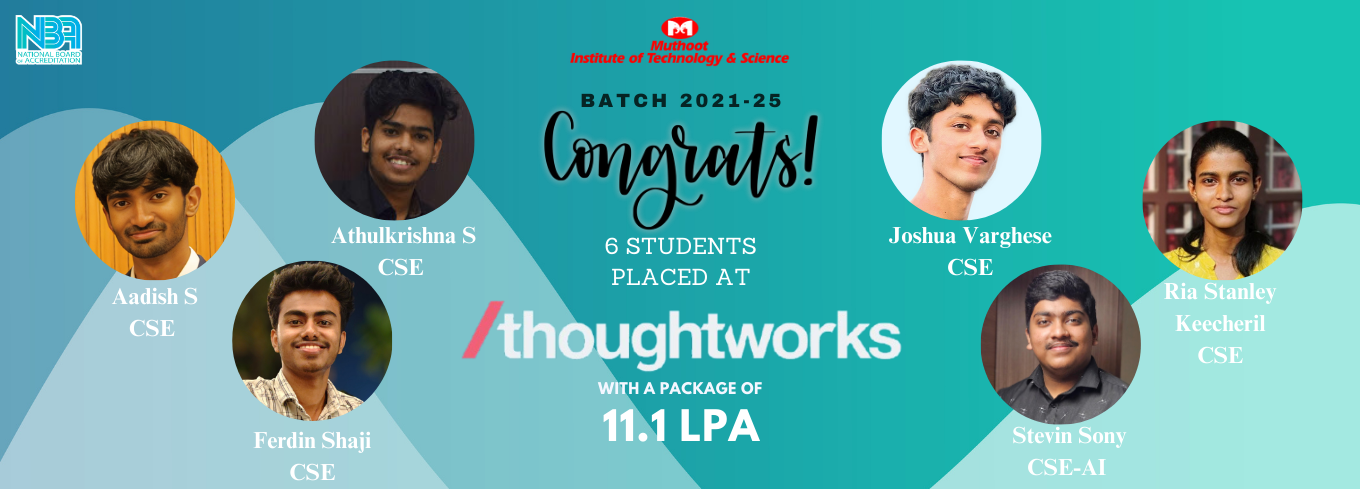 NBA
NATIONAL BOARD
OF ACCREDITATION
Muthoot
Institute of Technology & Science
BATCH 2021-25
Congrats!
6 STUDENTS
PLACED AT
/thoughtworks
WITH A PACKAGE OF
11.1 LPA
Aadish S
CSE
Athulkrishna S
CSE
Ferdin Shaji
CSE
Joshua Varghese
CSE
Stevin Sony
CSE-AI
Ria Stanley
Keecheril
CSE